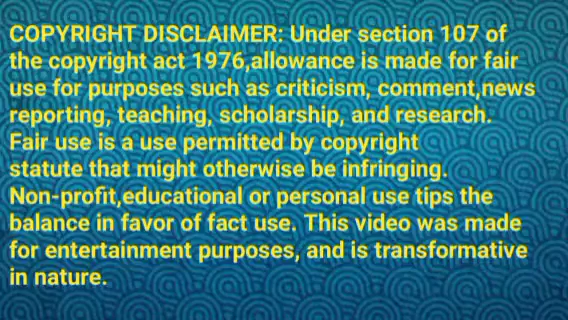 COPYRIGHT DISCLAIMER: Under section 107 of
the copyright act 1976,allowance is made for fair
use for purposes such as criticism, comment,news
reporting, teaching, scholarship, and research.
Fair use is a use permitted by copyright
statute that might otherwise be infringing.
Non-profit,educational or personal use tips the
balance in favor of fact use. This video was made
for entertainment purposes, and is transformative
in nature.